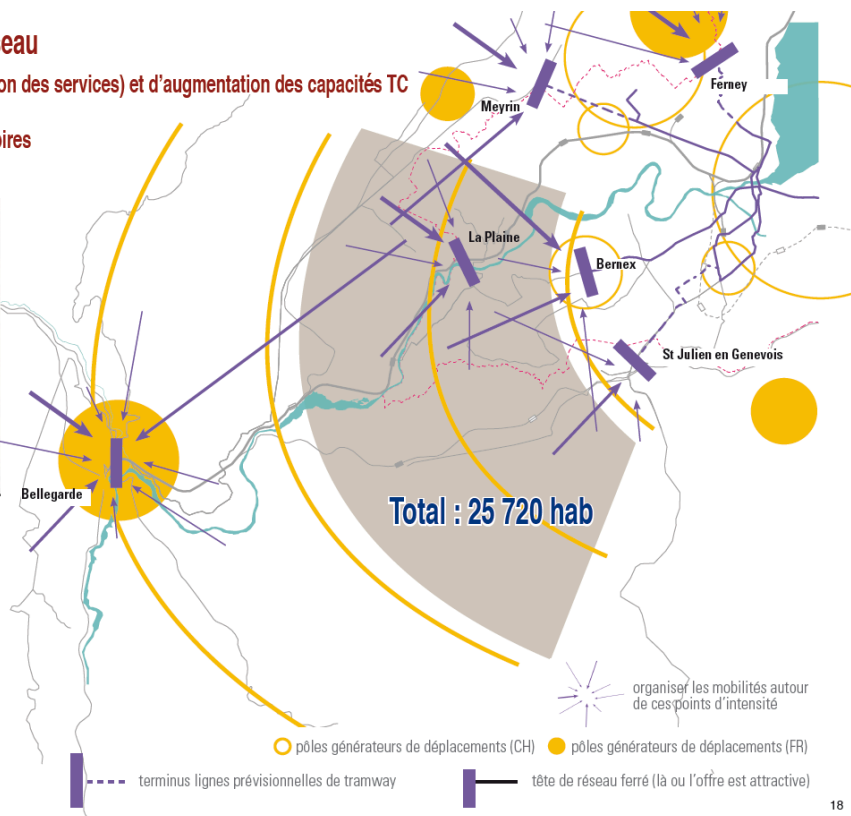 eau
on des services) et d'augmentation des capacités TC
oires
Ferney
Meyrin
La Plaine
Bernex
St Julien en Genevois
Bellegarde
Total : 25 720 hab
organiser les mobilités autour
de ces points d'intensité
pôles générateurs de déplacements (CH)
pôles générateurs de déplacements (FR)
terminus lignes prévisionnelles de tramway
tête de réseau ferré (là ou l'offre est attractive)
18